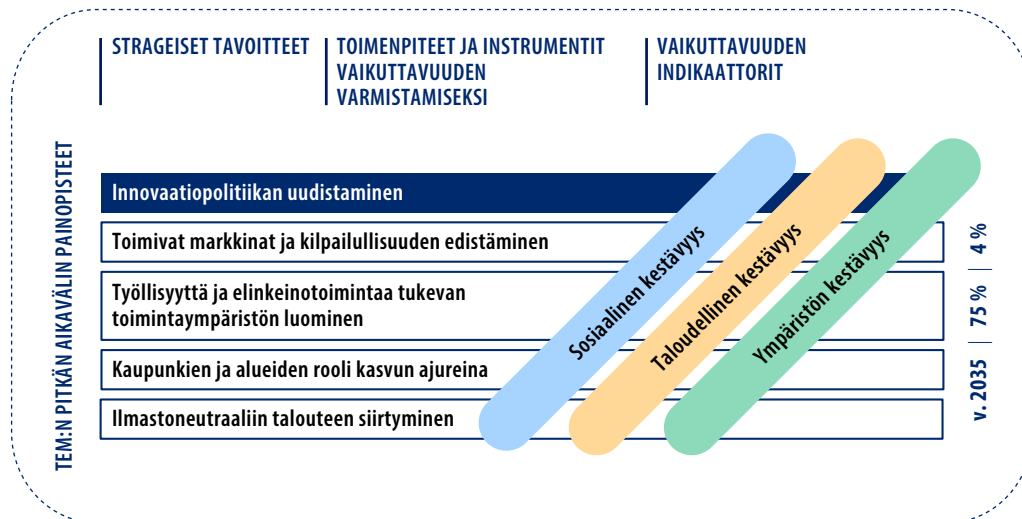 STRAGEISET TAVOITTEET
TOIMENPITEET JA INSTRUMENTIT
VAIKUTTAVUUDEN
VARMISTAMISEKSI
VAIKUTTAVUUDEN
INDIKAATTORIT
TEM:N PITKÄN AIKAVÄLIN PAINOPISTEET
Innovaatiopolitiikan uudistaminen
Toimivat markkinat ja kilpailullisuuden edistäminen
Työllisyyttä ja elinkeinotoimintaa tukevan
toimintaympäristön luominen
Kaupunkien ja alueiden rooli kasvun ajureina
Ilmastoneutraaliin talouteen siirtyminen
Sosiaalinen kestävyys
Taloudellinen kestävyys
Ympäristön kestävyys
v. 2035 | 75 % | 4 %